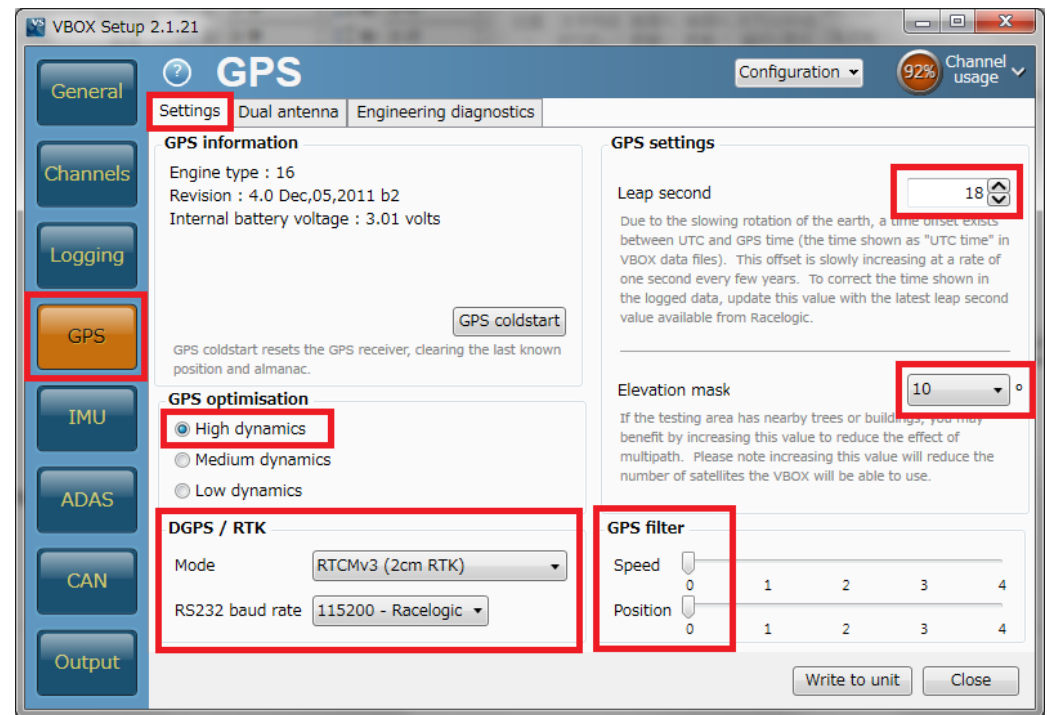 VBOX Setup 2.1.21
General
Channels
Logging
GPS
IMU
ADAS
CAN
Output
? GPS
Configuration
92% Channel usage
Settings Dual antenna Engineering diagnostics
GPS information
Engine type : 16
Revision : 4.0 Dec,05,2011 b2
Internal battery voltage : 3.01 volts
GPS coldstart
GPS coldstart resets the GPS receiver, clearing the last known
position and almanac.
GPS optimisation
High dynamics
Medium dynamics
Low dynamics
DGPS / RTK
Mode RTCMv3 (2cm RTK)
RS232 baud rate 115200 - Racelogic
GPS settings
Leap second 18
Due to the slowing rotation of the earth, a time offset exists
between UTC and GPS time (the time shown as "UTC time" in
VBOX data files). This offset is slowly increasing at a rate of
one second every few years. To correct the time shown in
the logged data, update this value with the latest leap second
value available from Racelogic.
Elevation mask 10 °
If the testing area has nearby trees or buildings, you may
benefit by increasing this value to reduce the effect of
multipath. Please note increasing this value will reduce the
number of satellites the VBOX will be able to use.
GPS filter
Speed
0 1 2 3 4
Position
0 1 2 3 4
Write to unit Close